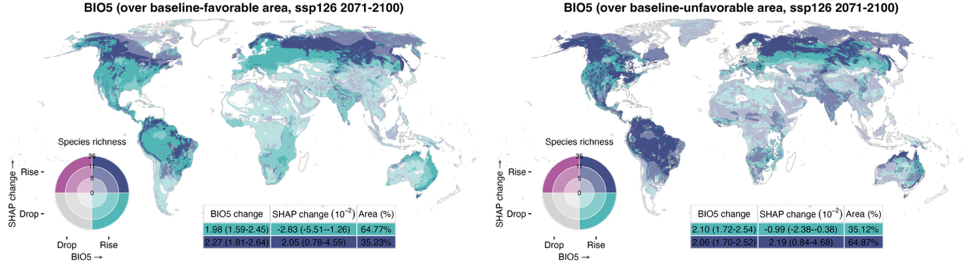 BIO5 (over baseline-favorable area, ssp126 2071-2100)
Species richness
0
SHAP change →
Rise
Drop
Drop
Rise
BIO5 →
BIO5 change SHAP change (10⁻²) Area (%)
1.98 (1.59-2.45) -2.83 (-5.51--1.26) 64.77%
2.27 (1.81-2.64) 2.05 (0.78-4.59) 35.23%
BIO5 (over baseline-unfavorable area, ssp126 2071-2100)
Species richness
0
SHAP change →
Rise
Drop
Drop
Rise
BIO5 →
BIO5 change SHAP change (10⁻²) Area (%)
2.10 (1.72-2.54) -0.99 (-2.38--0.38) 35.12%
2.06 (1.70-2.52) 2.19 (0.84-4.68) 64.87%